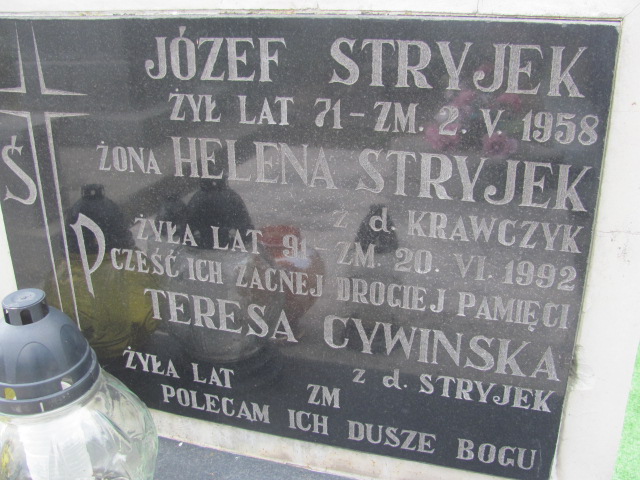 JÓZEF STRYJEK
ŻYŁ LAT 71 – ZM. 2. V. 1958
ŻONA HELENA STRYJEK
z d. KRAWCZYK
ŻYŁA LAT 91 – ZM. 20. VI. 1992
Ś P
CZEŚĆ ICH ZACNEJ DROGIEJ PAMIĘCI
TERESA CYWINSKA
z d. STRYJEK
ŻYŁA LAT ZM
POLECAM ICH DUSZE BOGU